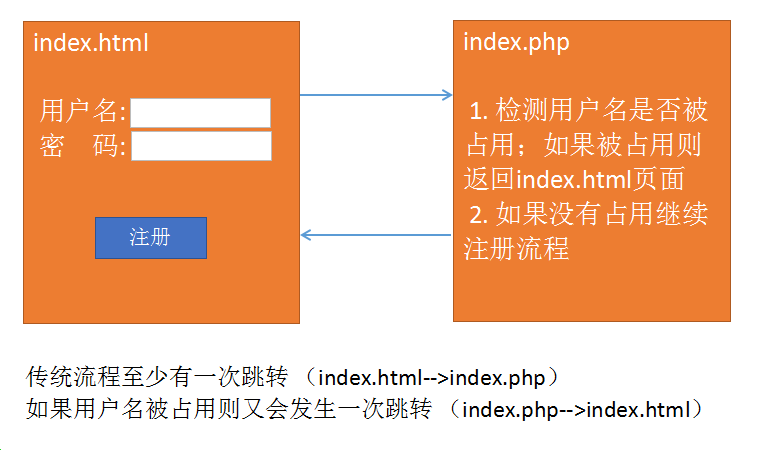 index.html
用户名:
密　码:
注册
index.php
1. 检测用户名是否被
占用；如果被占用则
返回index.html页面
2. 如果没有占用继续
注册流程
传统流程至少有一次跳转 （index.html-->index.php）
如果用户名被占用则又会发生一次跳转 （index.php-->index.html）